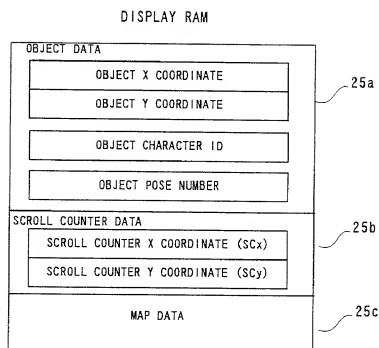 DISPLAY RAM
OBJECT DATA
OBJECT X COORDINATE
25a
OBJECT Y COORDINATE
OBJECT CHARACTER ID
OBJECT POSE NUMBER
SCROLL COUNTER DATA
25b
SCROLL COUNTER X COORDINATE (SCx)
SCROLL COUNTER Y COORDINATE (SCy)
MAP DATA
25c